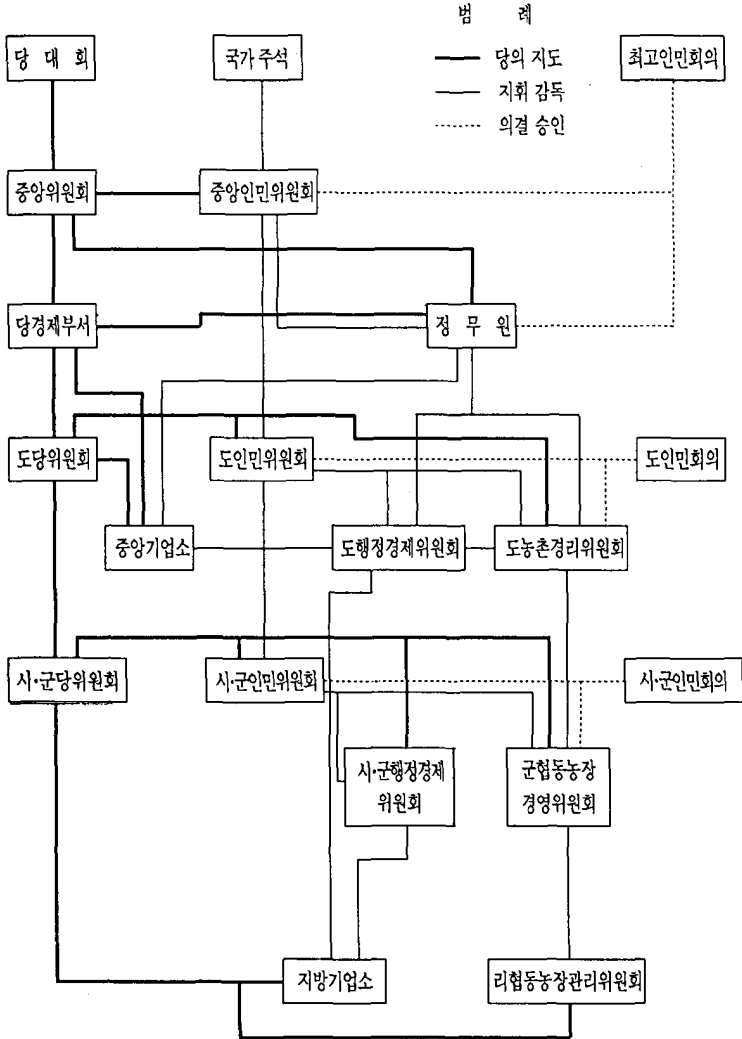 범 례
당 대 회
국가 주석
당의 지도
최고인민회의
지휘 감독
의결 승인
중앙위원회
중앙인민위원회
당경제부서
정 무 원
도당위원회
도인민위원회
도인민회의
중앙기업소
도행정경제위원회
도농촌경리위원회
시·군당위원회
시·군인민위원회
시·군인민회의
시·군행정경제
위원회
군협동농장
경영위원회
지방기업소
리협동농장관리위원회